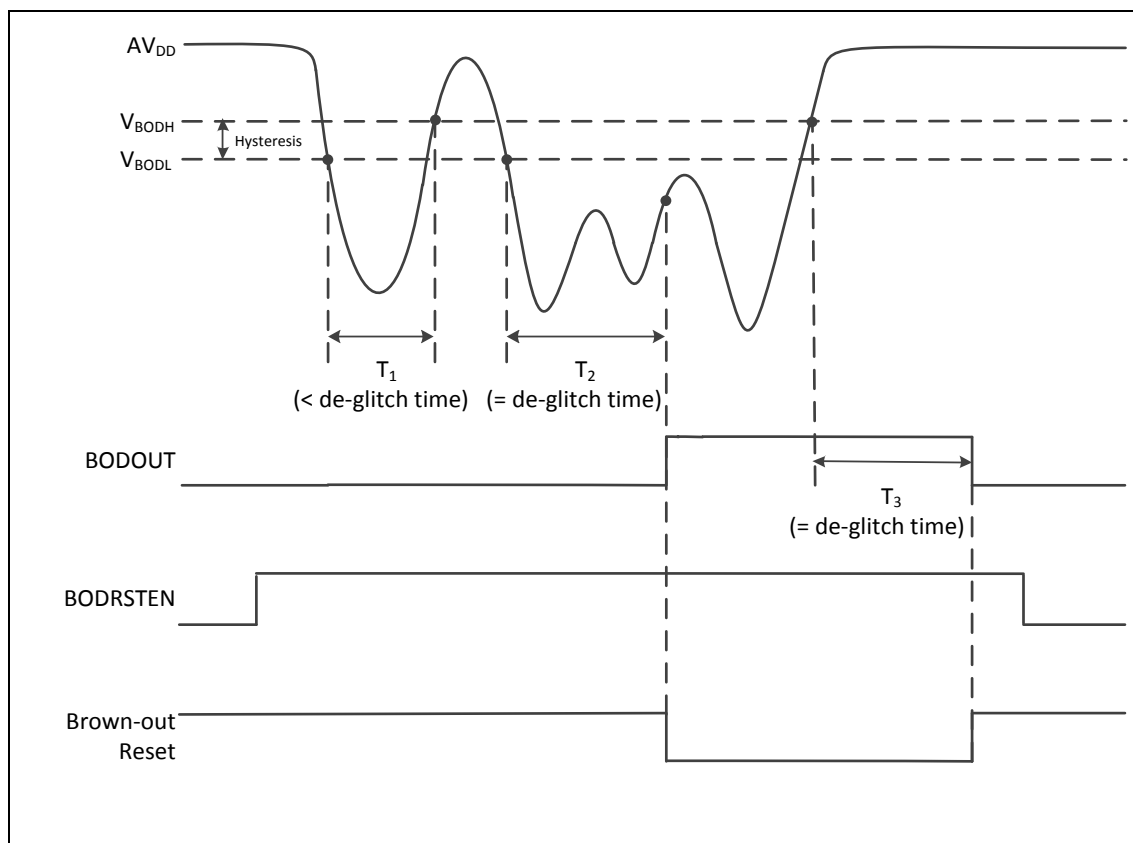 AVDD
VBODH
Hysteresis
VBODL
T1
(< de-glitch time)
T2
(= de-glitch time)
BODOUT
T3
(= de-glitch time)
BODRSTEN
Brown-out
Reset